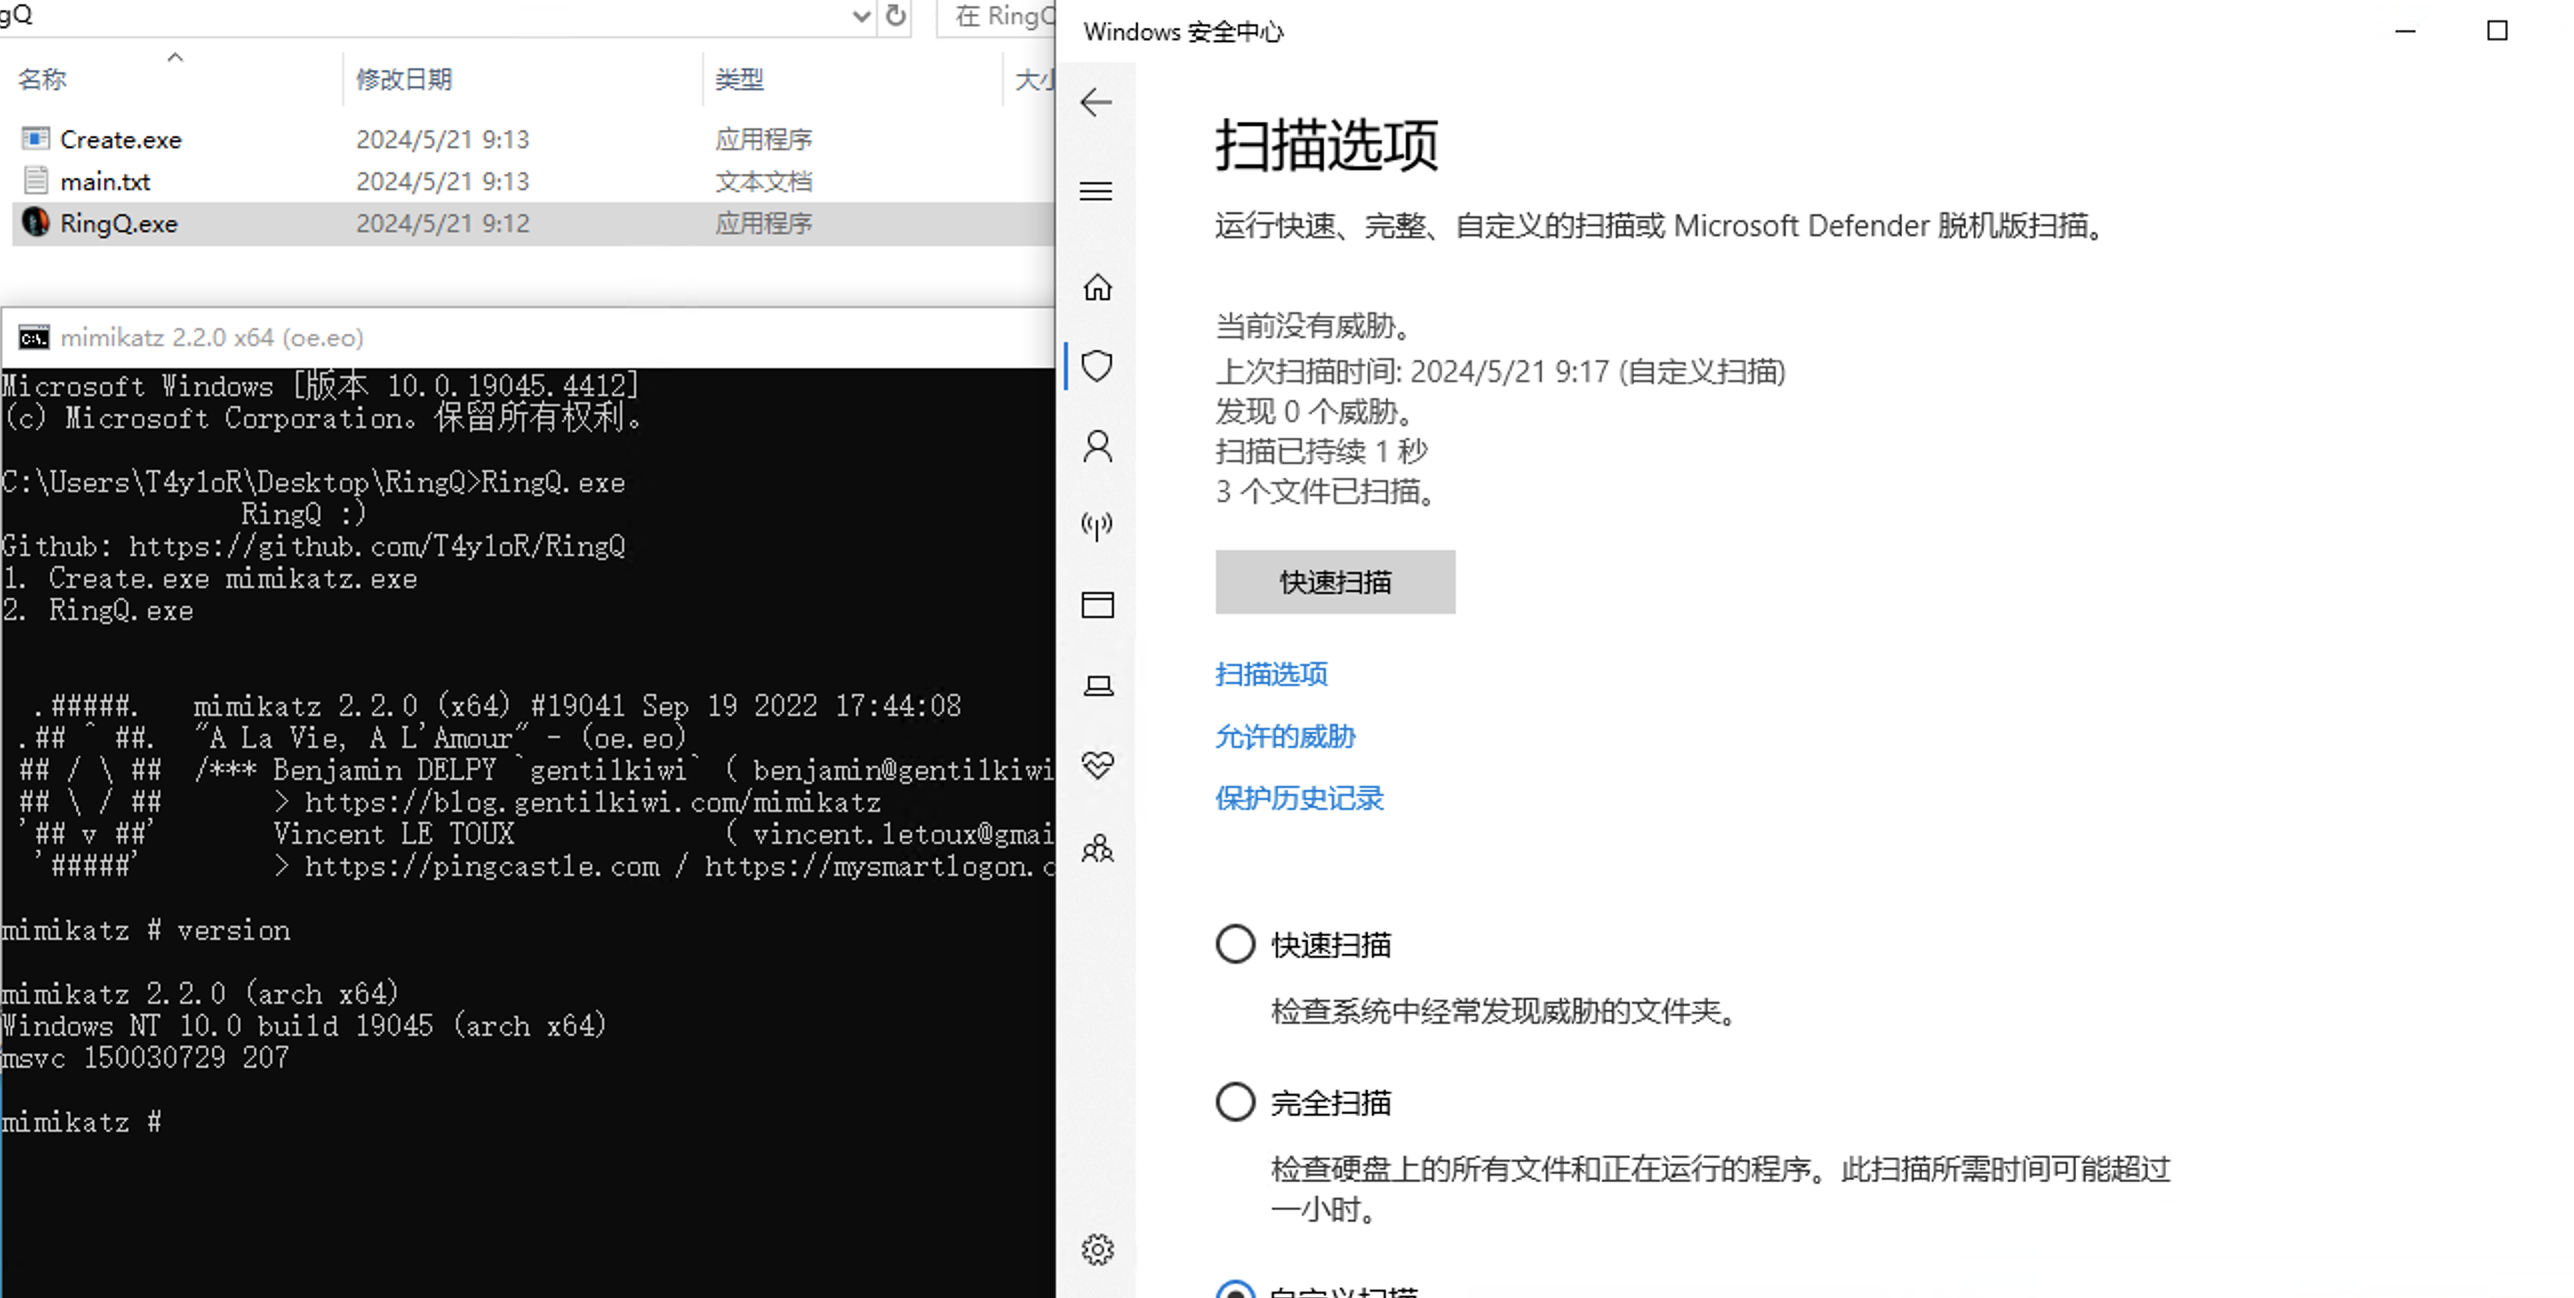 gQ
在 RingQ
名称 修改日期 类型 大小
Create.exe 2024/5/21 9:13 应用程序
main.txt 2024/5/21 9:13 文本文档
RingQ.exe 2024/5/21 9:12 应用程序
mimikatz 2.2.0 x64 (oe.eo)
Microsoft Windows [版本 10.0.19045.4412]
(c) Microsoft Corporation。保留所有权利。
C:\Users\T4y1oR\Desktop\RingQ>RingQ.exe
RingQ :)
Github: https://github.com/T4y1oR/RingQ
1. Create.exe mimikatz.exe
2. RingQ.exe
.#####. mimikatz 2.2.0 (x64) #19041 Sep 19 2022 17:44:08
.## ^ ##. "A La Vie, A L'Amour" - (oe.eo)
## / \ ## /*** Benjamin DELPY `gentilkiwi` ( benjamin@gentilkiwi
## \ / ## > https://blog.gentilkiwi.com/mimikatz
'## v ##' Vincent LE TOUX ( vincent.letoux@gmai
'#####' > https://pingcastle.com / https://mysmartlogon.c
mimikatz # version
mimikatz 2.2.0 (arch x64)
Windows NT 10.0 build 19045 (arch x64)
msvc 150030729 207
mimikatz #
Windows 安全中心
扫描选项
运行快速、完整、自定义的扫描或 Microsoft Defender 脱机版扫描。
当前没有威胁。
上次扫描时间: 2024/5/21 9:17 (自定义扫描)
发现 0 个威胁。
扫描已持续 1 秒
3 个文件已扫描。
快速扫描
扫描选项
允许的威胁
保护历史记录
快速扫描
检查系统中经常发现威胁的文件夹。
完全扫描
检查硬盘上的所有文件和正在运行的程序。此扫描所需时间可能超过
一小时。
自定义扫描